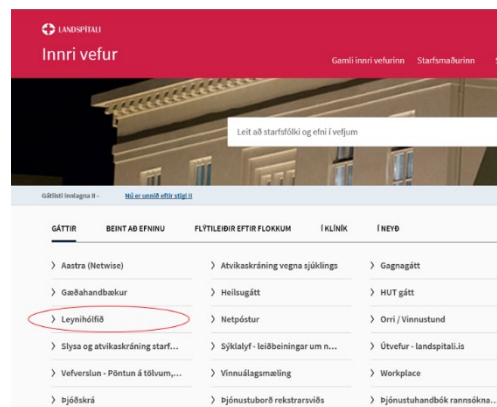 LANDSPÍTALI
Innri vefur
Gamli innri vefurinn Starfsmaðurinn
Leit að starfsfólki og efni í vefjum
Gátlisti innlagna II - Nú er unnið eftir stigi II
GÁTTIR BEINT AÐ EFNINU FLÝTILEIÐIR EFTIR FLOKKUM Í KLÍNÍK Í NEYÐ
> Aastra (Netwise) > Atvikaskráning vegna sjúklings > Gagnagátt
> Gæðahandbækur > Heilsugátt > HUT gátt
> Leynihólfið > Netpóstur > Orri / Vinnustund
> Slysa og atvikaskráning starf... > Sýklalyf - leiðbeiningar um n... > Útvefur - landspitali.is
> Vefverslun - Pöntun á tölvum,... > Vinnuálagsmæling > Workplace
> Þjóðskrá > Þjónustuborð rekstrarsviðs > Þjónustuhandbók rannsókna...